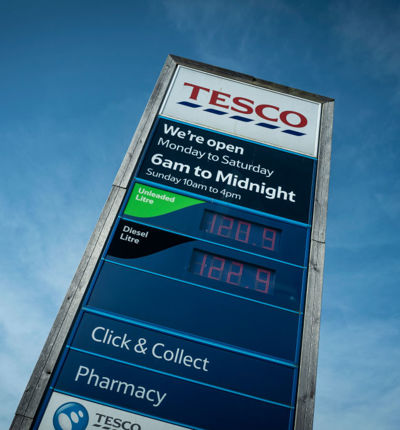 TESCO
We're open
Monday to Saturday
6am to Midnight
Sunday 10am to 4pm
Unleaded
Litre
120.9
Diesel
Litre
122.9
Click & Collect
Pharmacy
TESCO